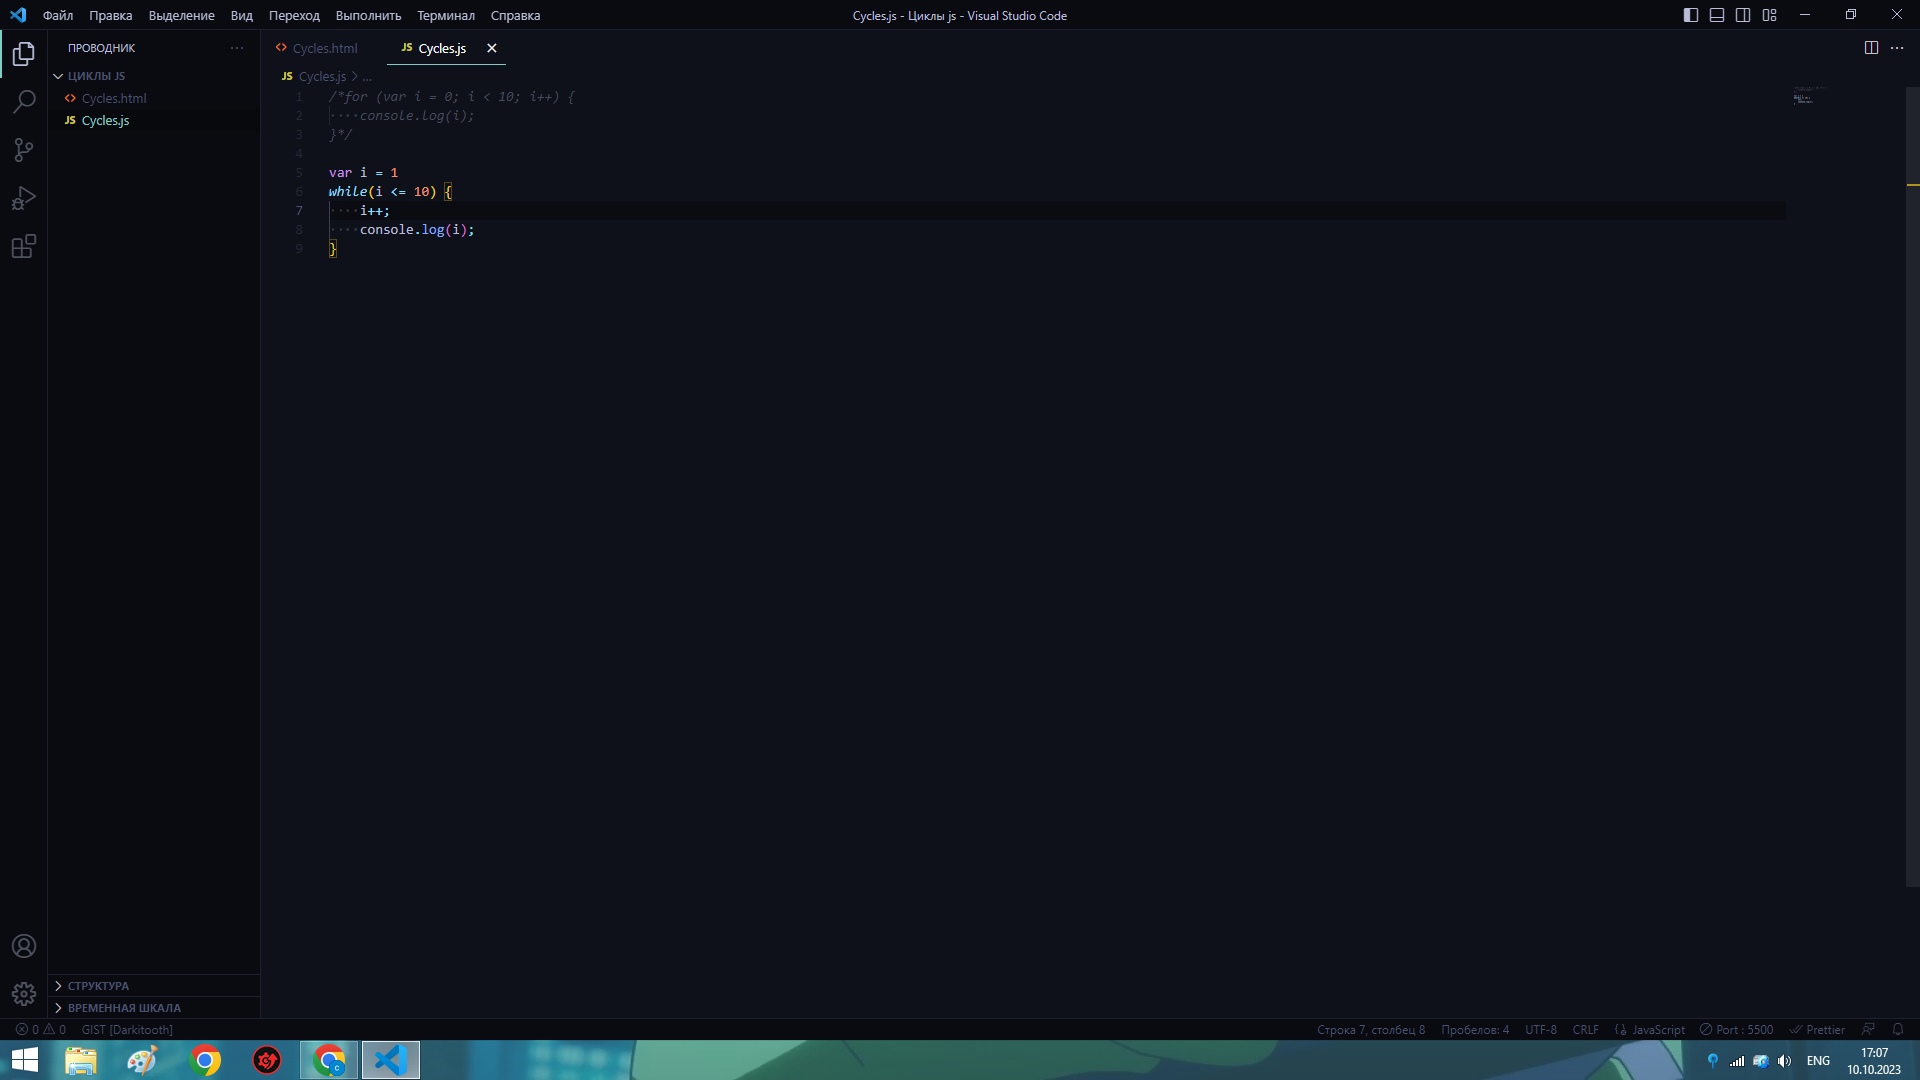 Файл Правка Выделение Вид Переход Выполнить Терминал Справка
Cycles.js - Циклы js - Visual Studio Code
ПРОВОДНИК
ЦИКЛЫ JS
Cycles.html
JS Cycles.js
Cycles.html
JS Cycles.js
JS Cycles.js > ...
1 /*for (var i = 0; i < 10; i++) {
2 ····console.log(i);
3 }*/
4
5 var i = 1
6 while(i <= 10) {
7 ····i++;
8 ····console.log(i);
9 }
СТРУКТУРА
ВРЕМЕННАЯ ШКАЛА
0 0 GIST [Darkitooth]
Строка 7, столбец 8 Пробелов: 4 UTF-8 CRLF JavaScript Port : 5500 Prettier
ENG
17:07
10.10.2023